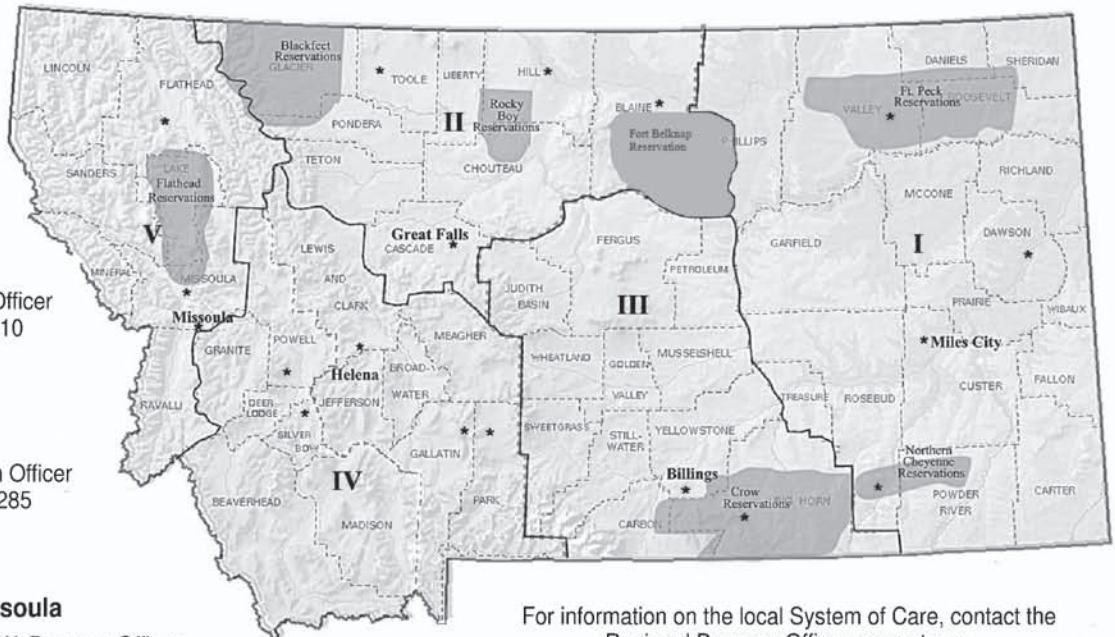 Blackfeet
Reservations
GLACIER
LINCOLN
FLATHEAD
TOOLE
LIBERTY
HILL
BLAINE
DANIELS
SHERIDAN
Ft. Peck
Reservations
VALLEY
ROOSEVELT
PONDERA
II
Rocky
Boy
Reservations
Fort Belknap
Reservation
PHILLIPS
TETON
CHOUTEAU
SANDERS
LAKE
Flathead
Reservations
V
RICHLAND
MCCONE
LEWIS
AND
CLARK
Great Falls
CASCADE
FERGUS
GARFIELD
I
DAWSON
MINERAL
MISSOULA
PETROLEUM
JUDITH
BASIN
III
PRAIRIE
WIBAUX
Officer
10
Missoula
GRANITE
POWELL
Helena
MEAGHER
BROAD-
WATER
WHEATLAND
GOLDEN
VALLEY
MUSSELSHELL
Miles City
CUSTER
FALLON
RAVALLI
DEER
LODGE
JEFFERSON
TREASURE
ROSEBUD
SILVER
BOW
GALLATIN
SWEETGRASS
STILL-
WATER
YELLOWSTONE
Northern
Cheyenne
Reservations
n Officer
285
IV
Billings
BEAVERHEAD
MADISON
PARK
CARBON
Crow
Reservations
HORN
POWDER
RIVER
CARTER
soula
For information on the local System of Care, contact the